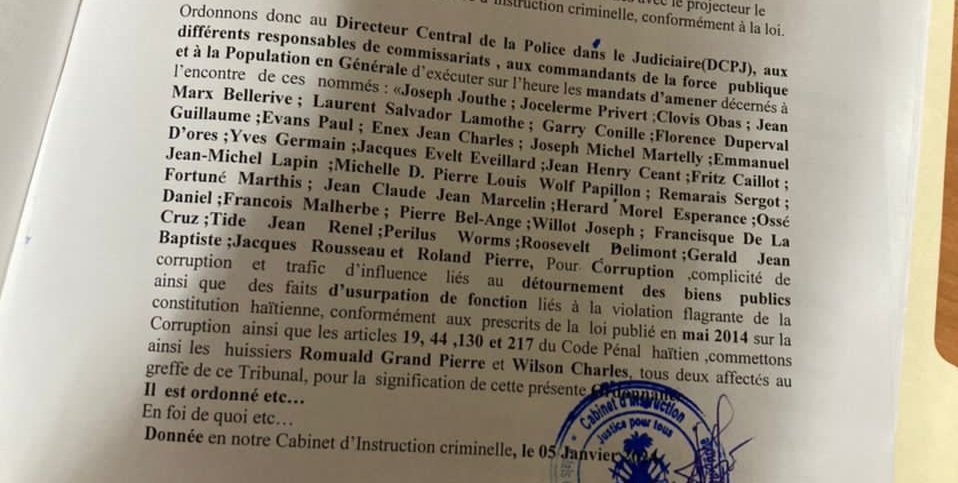 avec le projecteur le
d'instruction criminelle, conformément à la loi.
Ordonnons donc au Directeur Central de la Police dans le Judiciaire(DCPJ), aux
différents responsables de commissariats , aux commandants de la force publique
et à la Population en Générale d'exécuter sur l'heure les mandats d'amener décernés à
l'encontre de ces nommés : «Joseph Jouthe ; Jocelerme Privert ;Clovis Obas ; Jean
Marx Bellerive ; Laurent Salvador Lamothe ; Garry Conille ;Florence Duperval
Guillaume ;Evans Paul ; Enex Jean Charles ; Joseph Michel Martelly ;Emmanuel
D'ores ;Yves Germain ;Jacques Evelt Eveillard ;Jean Henry Ceant ;Fritz Caillot ;
Jean-Michel Lapin ;Michelle D. Pierre Louis Wolf Papillon ; Remarais Sergot ;
Fortuné Marthis ; Jean Claude Jean Marcelin ;Herard Morel Esperance ;Ossé
Daniel ;Francois Malherbe ; Pierre Bel-Ange ;Willot Joseph ; Francisque De La
Cruz ;Tide Jean Renel ;Perilus Worms ;Roosevelt Delimont ;Gerald Jean
Baptiste ;Jacques Rousseau et Roland Pierre, Pour Corruption ,complicité de
corruption et trafic d'influence liés au détournement des biens publics
ainsi que des faits d'usurpation de fonction liés à la violation flagrante de la
constitution haïtienne, conformément aux prescrits de la loi publié en mai 2014 sur la
Corruption ainsi que les articles 19, 44 ,130 et 217 du Code Pénal haïtien ,commettons
ainsi les huissiers Romuald Grand Pierre et Wilson Charles, tous deux affectés au
greffe de ce Tribunal, pour la signification de cette présente
Il est ordonné etc...
En foi de quoi etc...
Donnée en notre Cabinet d'Instruction criminelle, le 05 Janvier
Cabinet d'Instruction
Justice pour tous